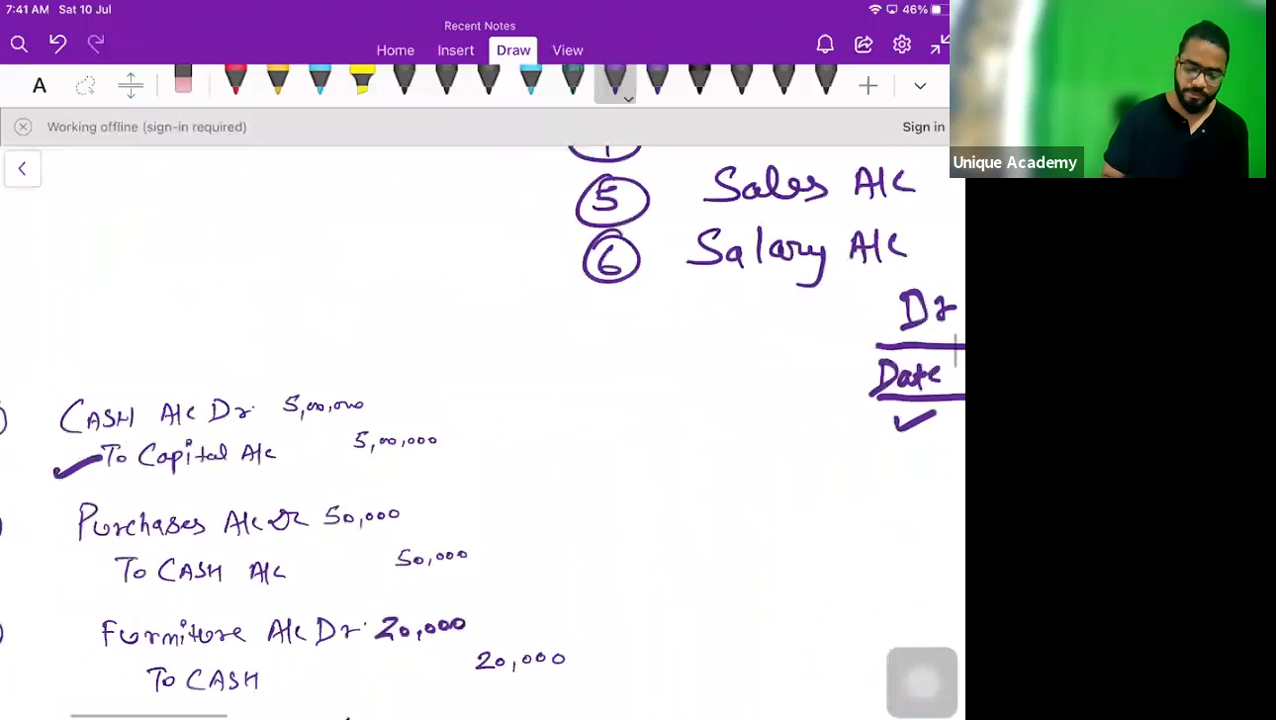 7:41 AM Sat 10 Jul
46%
Recent Notes
Home Insert Draw View
A
Working offline (sign-in required)
Sign in
Unique Academy
5 Sales A/c
6 Salary A/c
Dr
Date
CASH A/c Dr. 5,00,000
To Capital A/c 5,00,000
Purchases A/c Dr 50,000
To CASH A/c 50,000
Furniture A/c Dr. 20,000
To CASH 20,000